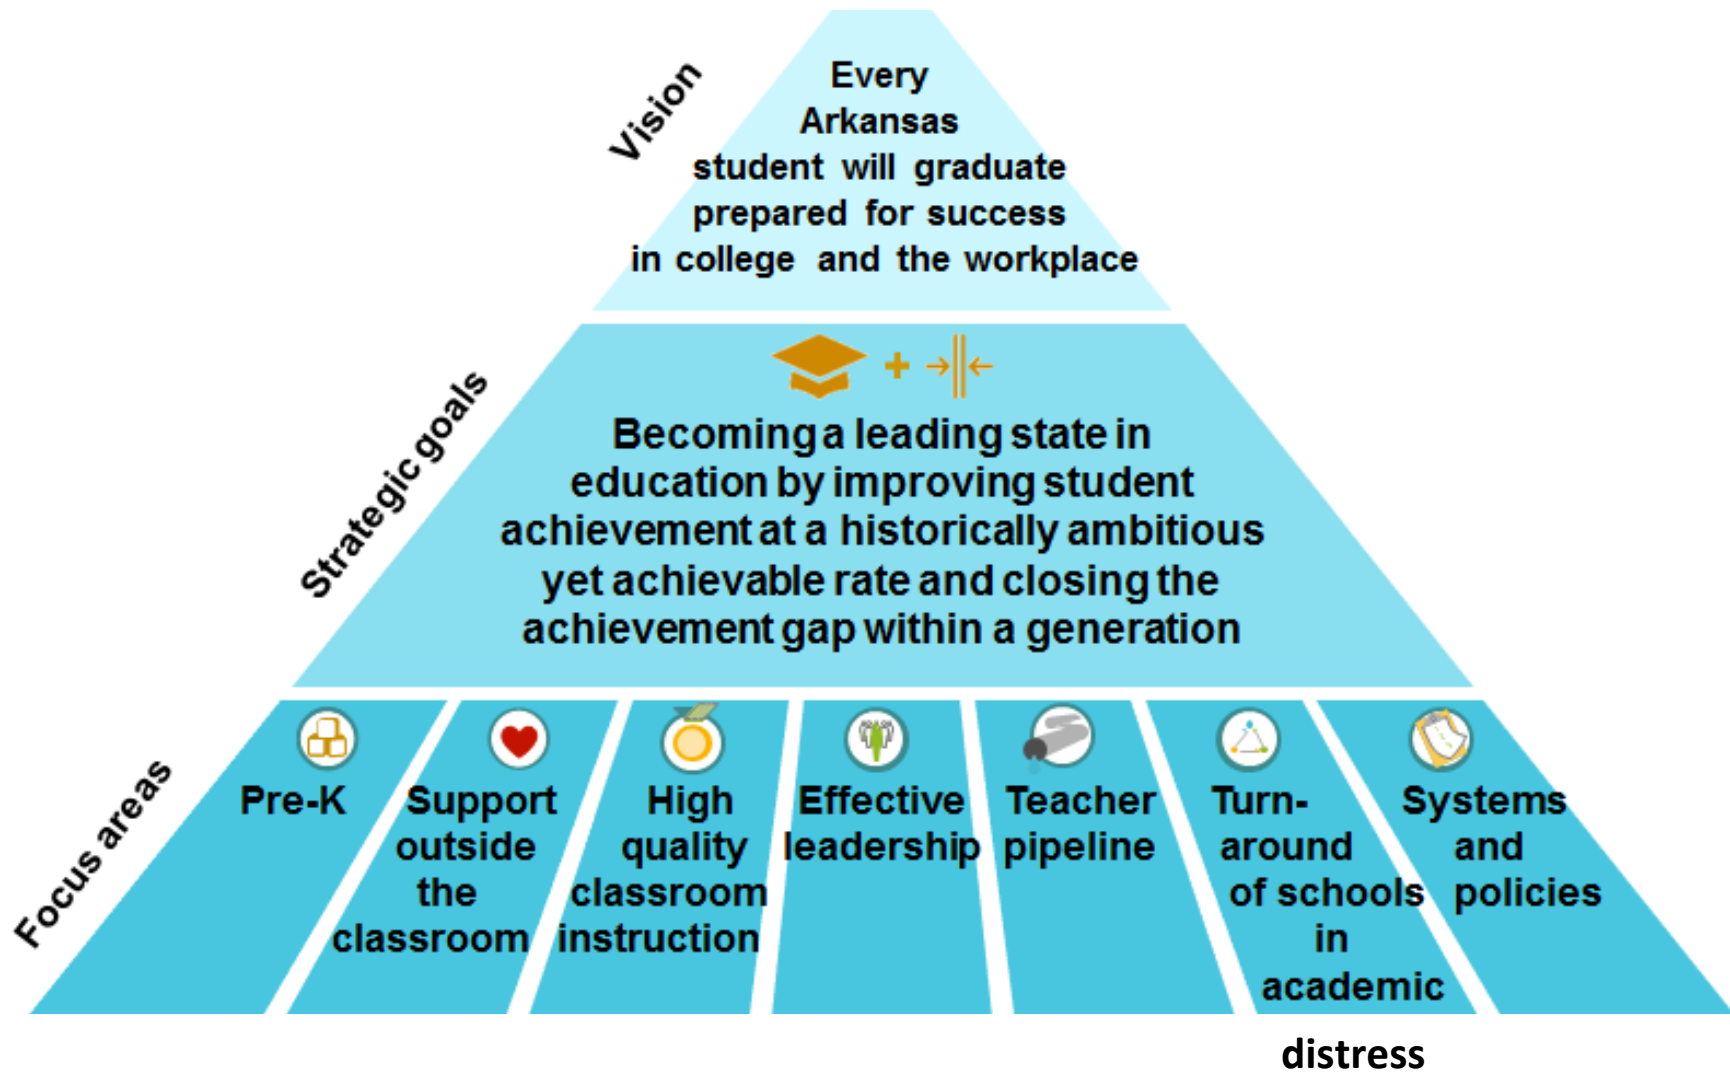 Vision
Every
Arkansas
student will graduate
prepared for success
in college and the workplace
Strategic goals
Becoming a leading state in
education by improving student
achievement at a historically ambitious
yet achievable rate and closing the
achievement gap within a generation
Focus areas
Pre-K
Support
outside
the
classroom
High
quality
classroom
instruction
Effective
leadership
Teacher
pipeline
Turn-
around
of schools
in
academic
distress
Systems
and
policies